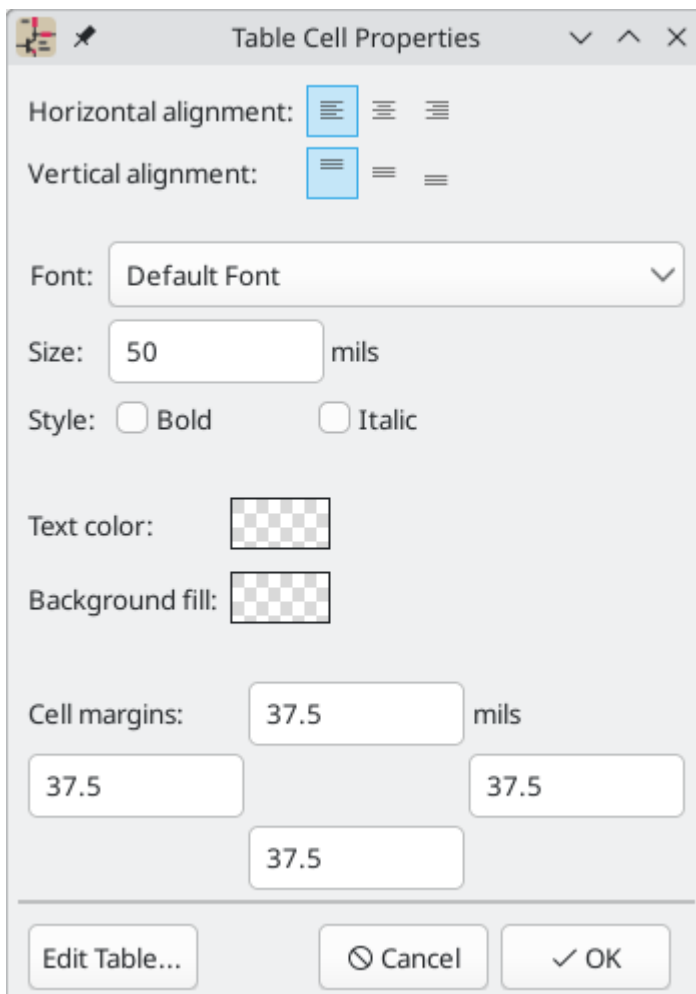 Table Cell Properties
Horizontal alignment:
Vertical alignment:
Font: Default Font
Size: 50 mils
Style: Bold Italic
Text color:
Background fill:
Cell margins: 37.5 mils
37.5 37.5
37.5
Edit Table... Cancel OK